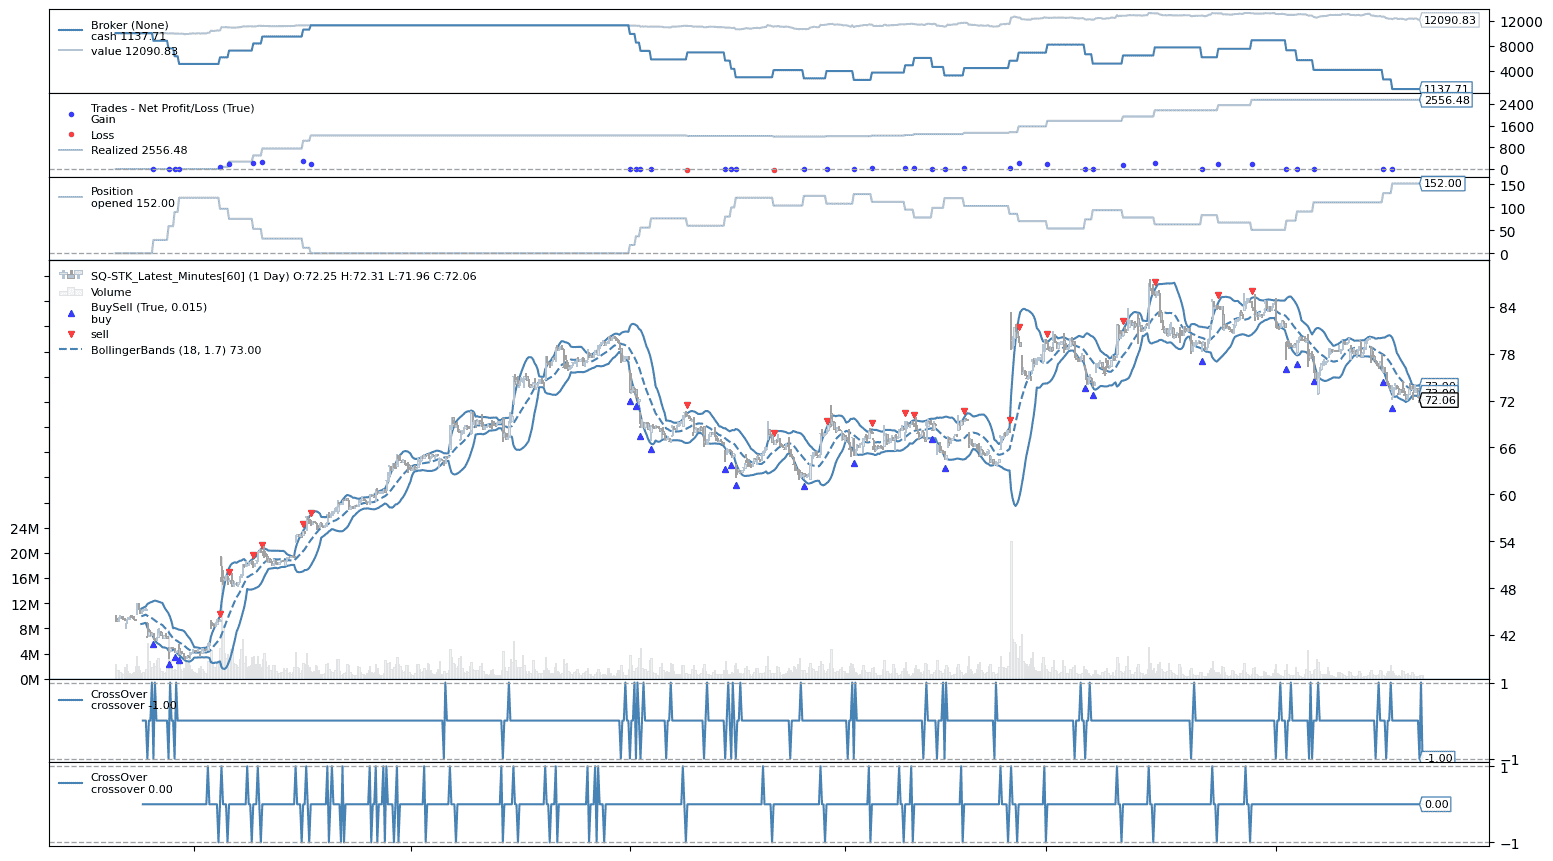 Broker (None)
cash 1137.71
value 12090.83
12090.83
12000
8000
4000
1137.71
Trades - Net Profit/Loss (True)
Gain
Loss
Realized 2556.48
2556.48
2400
1600
800
0
Position
opened 152.00
152.00
150
100
50
0
SQ-STK_Latest_Minutes[60] (1 Day) O:72.25 H:72.31 L:71.96 C:72.06
Volume
BuySell (True, 0.015)
buy
sell
BollingerBands (18, 1.7) 73.00
84
78
72
72.06
66
60
54
48
42
24M
20M
16M
12M
8M
4M
0M
CrossOver
crossover -1.00
1
-1.00
−1
CrossOver
crossover 0.00
1
0.00
−1